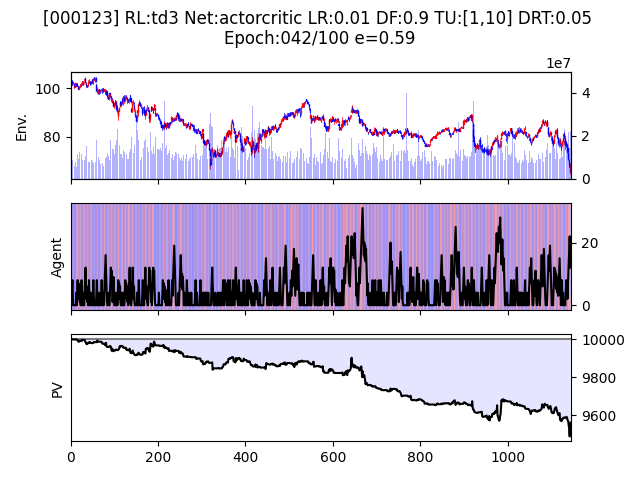 [000123] RL:td3 Net:actorcritic LR:0.01 DF:0.9 TU:[1,10] DRT:0.05
Epoch:042/100 e=0.59
1e7
Env.
100
80
4
2
0
Agent
20
0
PV
10000
9800
9600
0 200 400 600 800 1000